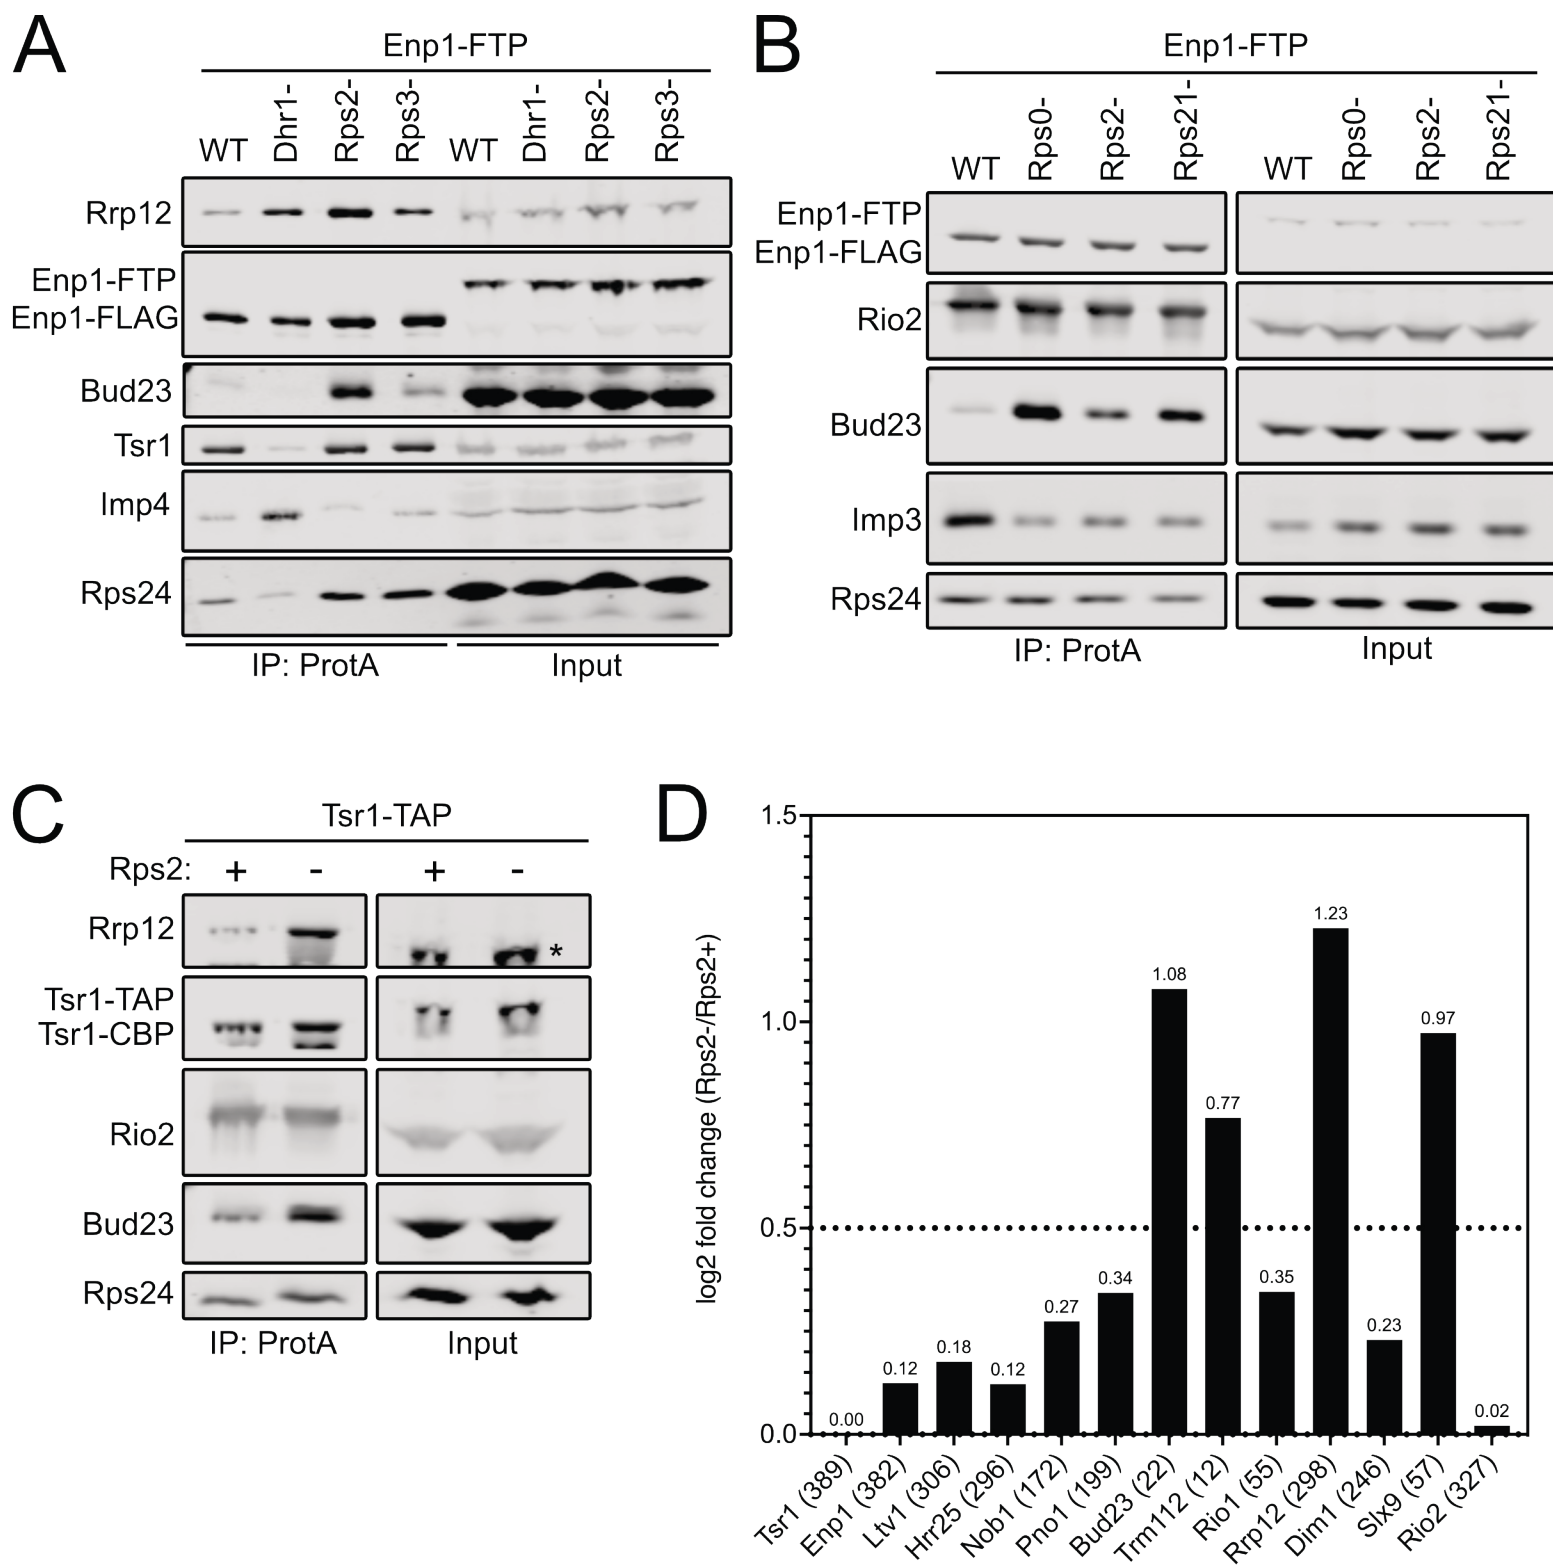 A
Enp1-FTP
WT Dhr1- Rps2- Rps3- WT Dhr1- Rps2- Rps3-
Rrp12
Enp1-FTP
Enp1-FLAG
Bud23
Tsr1
Imp4
Rps24
IP: ProtA Input
B
Enp1-FTP
WT Rps0- Rps2- Rps21- WT Rps0- Rps2- Rps21-
Enp1-FTP
Enp1-FLAG
Rio2
Bud23
Imp3
Rps24
IP: ProtA Input
C
Tsr1-TAP
Rps2: + - + -
Rrp12
*
Tsr1-TAP
Tsr1-CBP
Rio2
Bud23
Rps24
IP: ProtA Input
D
log2 fold change (Rps2-/Rps2+)
1.5
1.0
0.5
0.0
0.00
0.12
0.18
0.12
0.27
0.34
1.08
0.77
0.35
1.23
0.23
0.97
0.02
Tsr1 (389)
Enp1 (382)
Ltv1 (306)
Hrr25 (296)
Nob1 (172)
Pno1 (199)
Bud23 (22)
Trm112 (12)
Rio1 (55)
Rrp12 (298)
Dim1 (246)
Slx9 (57)
Rio2 (327)